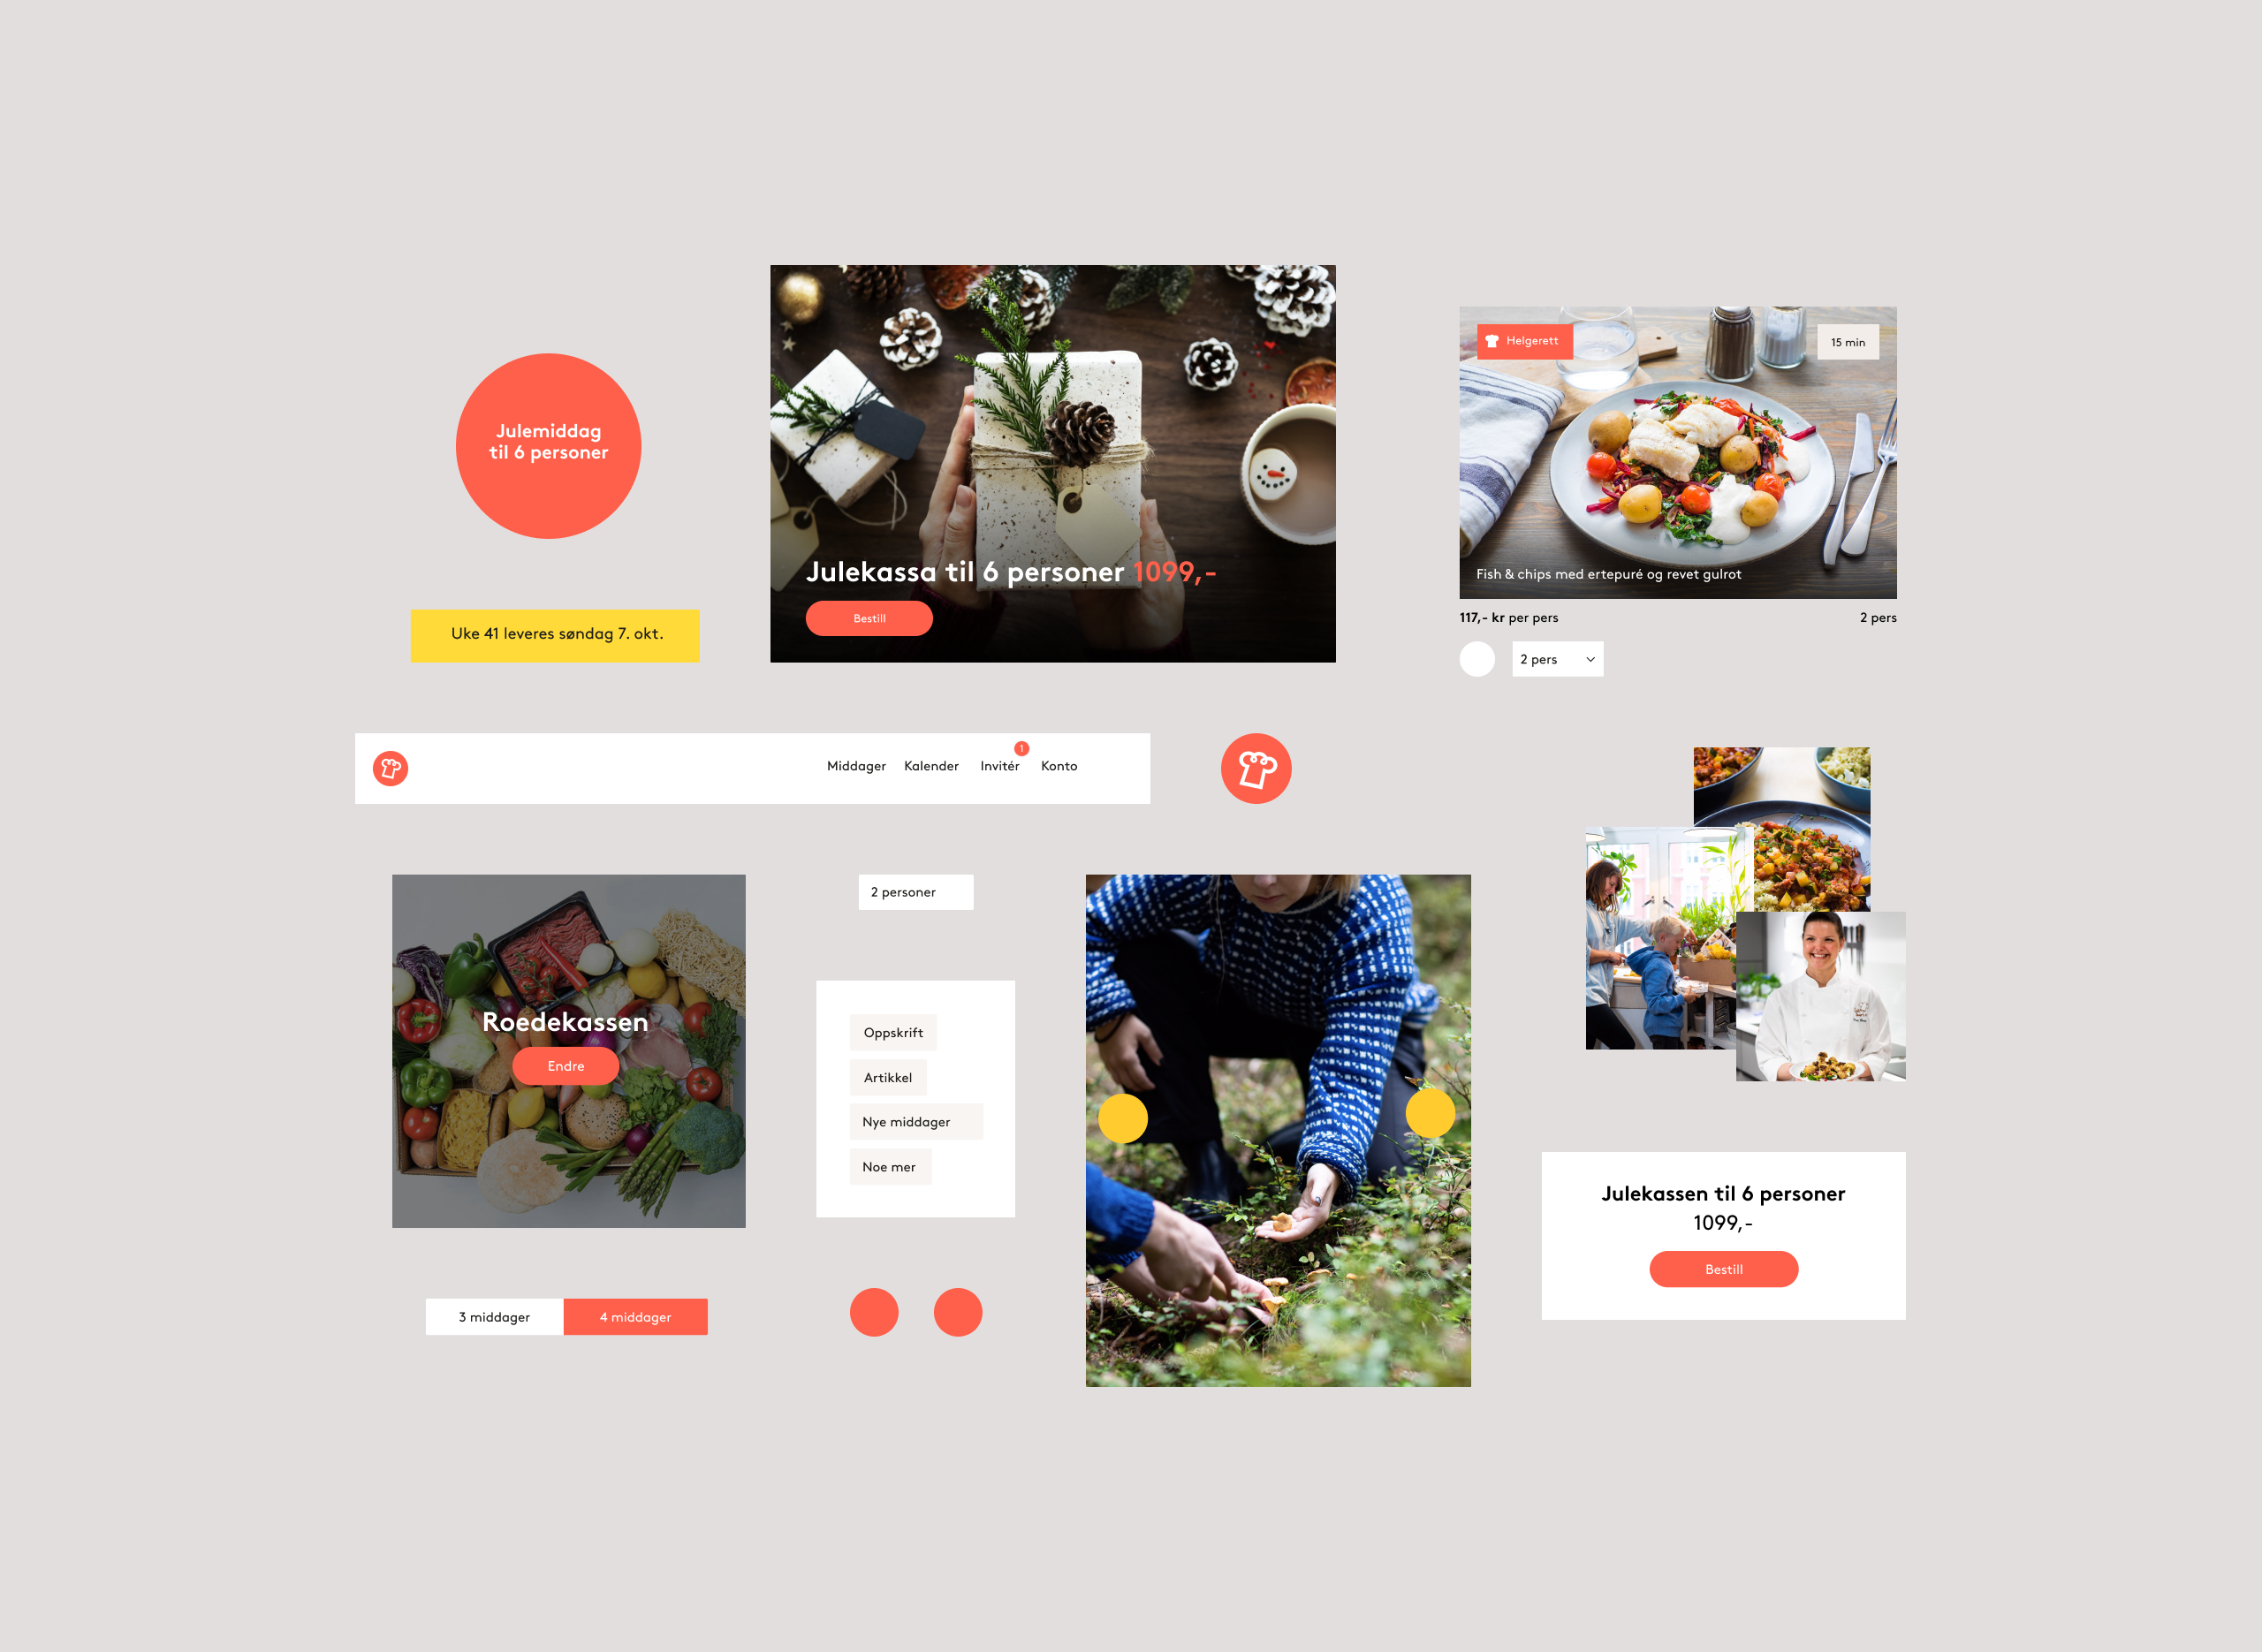 Julemiddag
til 6 personer
Uke 41 leveres søndag 7. okt.
Julekassa til 6 personer 1099,-
Bestill
Helgerett
15 min
Fish & chips med ertepuré og revet gulrot
117,- kr per pers
2 pers
2 pers
Middager
Kalender
Invitér
1
Konto
Roedekassen
Endre
3 middager
4 middager
2 personer
Oppskrift
Artikkel
Nye middager
Noe mer
Julekassen til 6 personer
1099,-
Bestill